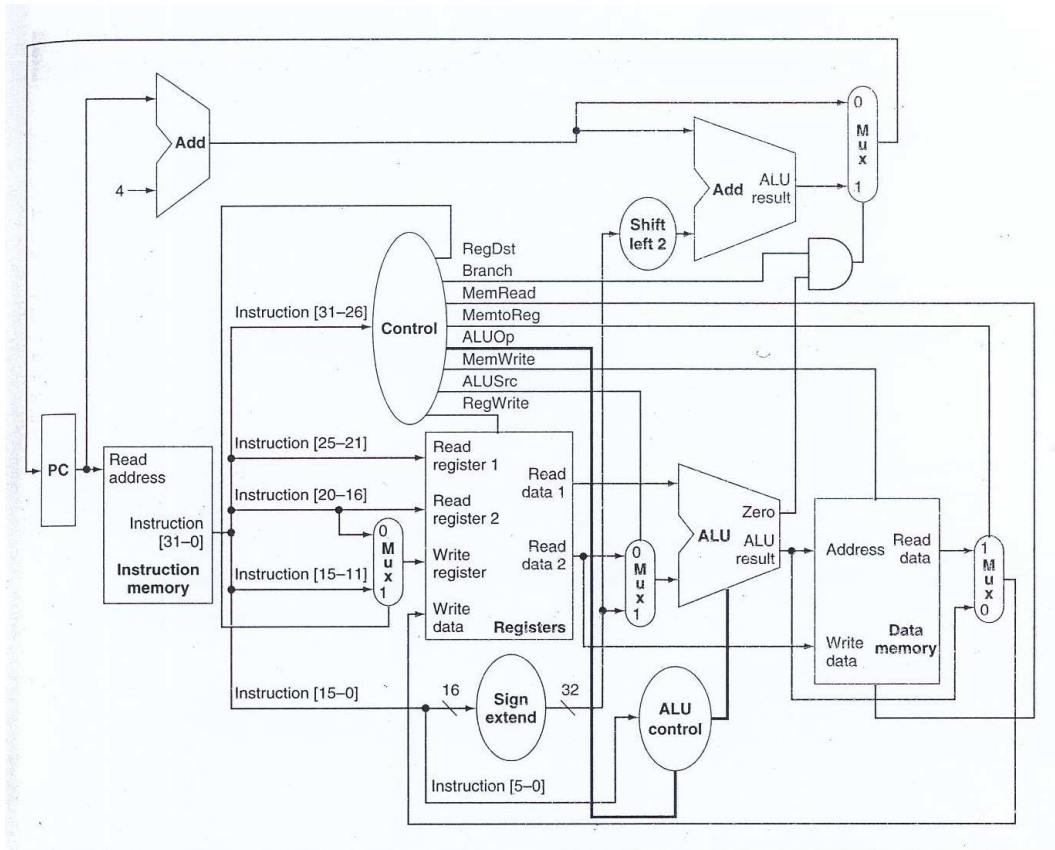 Add
4
0
Mux
1
Add
ALU
result
Shift
left 2
RegDst
Branch
MemRead
MemtoReg
ALUOp
MemWrite
ALUSrc
RegWrite
Control
Instruction [31–26]
PC
Read
address
Instruction
[31–0]
Instruction
memory
Instruction [25–21]
Instruction [20–16]
Instruction [15–11]
0
Mux
1
Read
register 1
Read
register 2
Write
register
Write
data
Read
data 1
Read
data 2
Registers
0
Mux
1
Zero
ALU
ALU
result
Address
Read
data
Write
data
Data
memory
1
Mux
0
Instruction [15–0]
16
Sign
extend
32
ALU
control
Instruction [5–0]